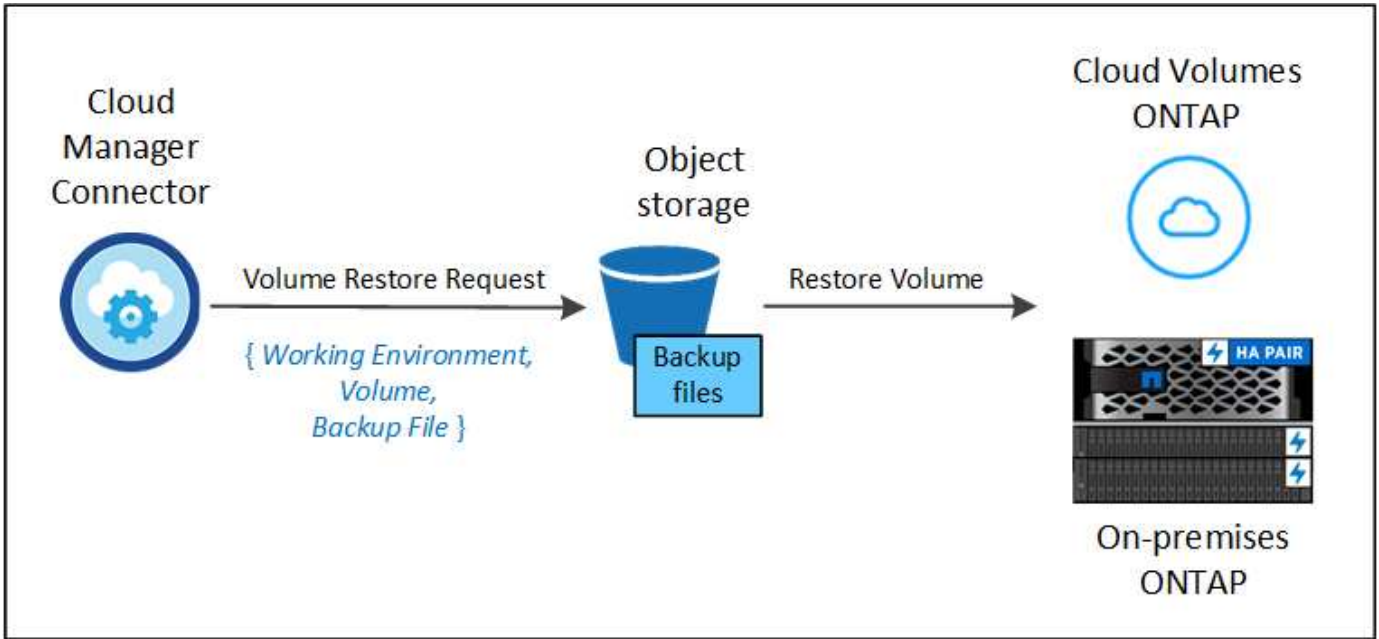 Cloud
Manager
Connector
Volume Restore Request
{ Working Environment,
Volume,
Backup File }
Object
storage
Backup
files
Restore Volume
Cloud Volumes
ONTAP
HA PAIR
On-premises
ONTAP